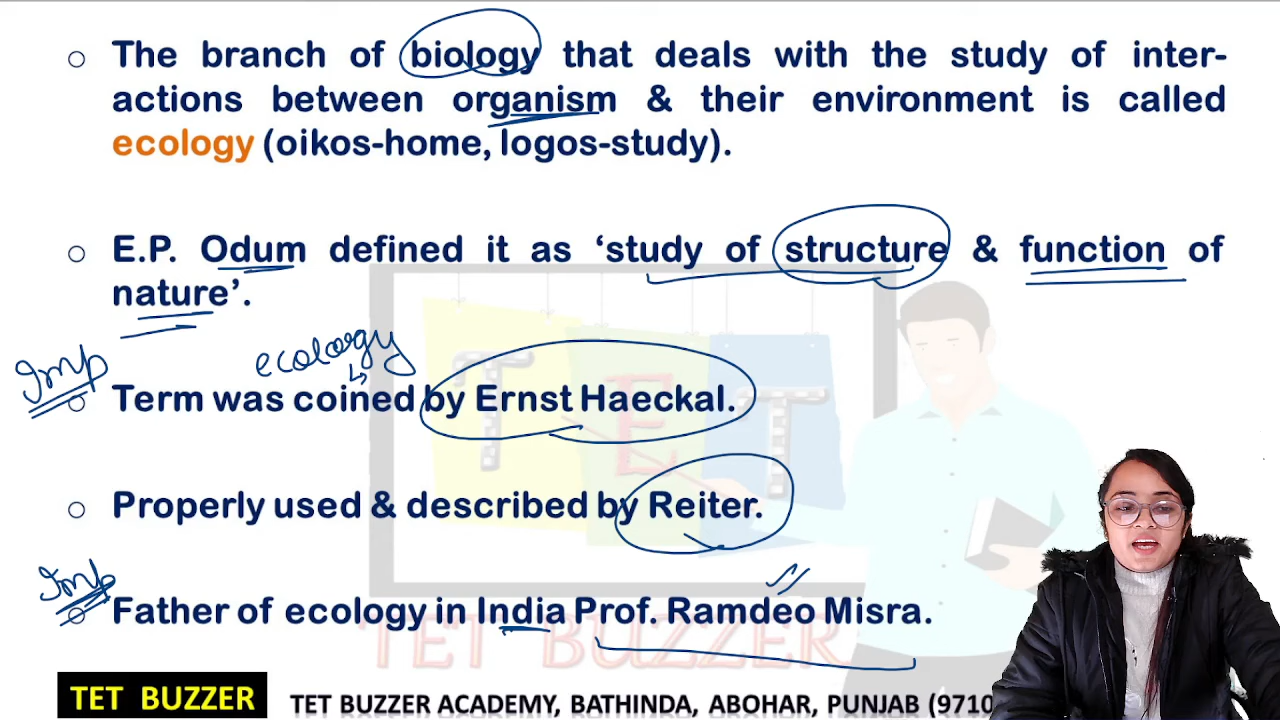 ○ The branch of biology that deals with the study of inter-
actions between organism & their environment is called
ecology (oikos-home, logos-study).
○ E.P. Odum defined it as ‘study of structure & function of
nature’.
ecology
Imp
○ Term was coined by Ernst Haeckal.
○ Properly used & described by Reiter.
Imp
○ Father of ecology in India Prof. Ramdeo Misra.
TET
TET BUZZER
TET BUZZER
TET BUZZER ACADEMY, BATHINDA, ABOHAR, PUNJAB (9710